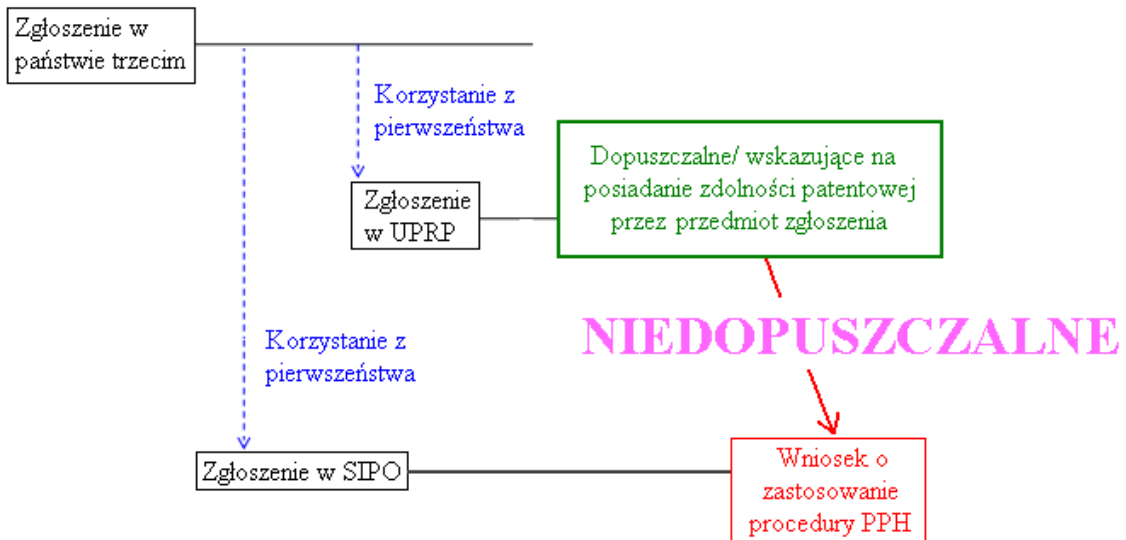 Zgłoszenie w
państwie trzecim
Korzystanie z
pierwszeństwa
Dopuszczalne/ wskazujące na
posiadanie zdolności patentowej
przez przedmiot zgłoszenia
Zgłoszenie
w UPRP
NIEDOPUSZCZALNE
Korzystanie z
pierwszeństwa
Zgłoszenie w SIPO
Wniosek o
zastosowanie
procedury PPH